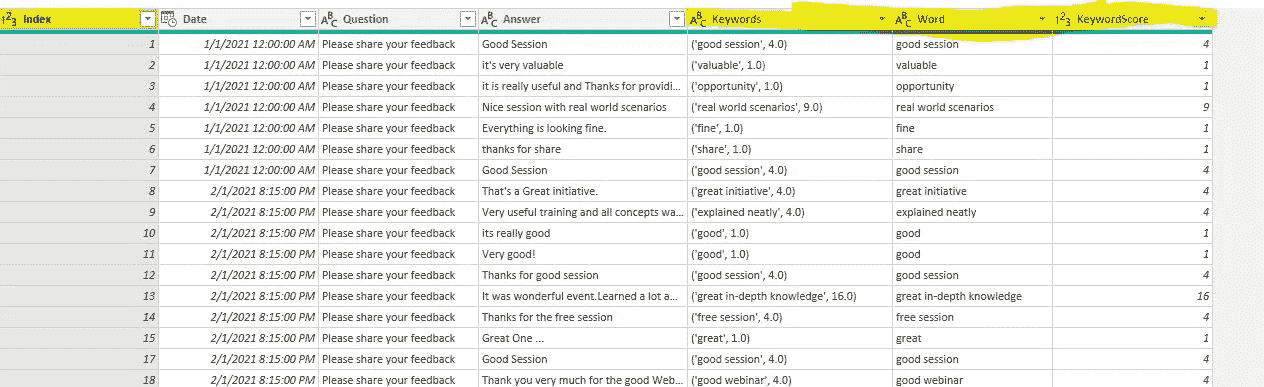 1 2 3 Index Date A B C Question A B C Answer A B C Keywords A B C Word 1 2 3 KeywordScore
1 1/1/2021 12:00:00 AM Please share your feedback Good Session ('good session', 4.0) good session 4
2 1/1/2021 12:00:00 AM Please share your feedback it's very valuable ('valuable', 1.0) valuable 1
3 1/1/2021 12:00:00 AM Please share your feedback it is really useful and Thanks for providi... ('opportunity', 1.0) opportunity 1
4 1/1/2021 12:00:00 AM Please share your feedback Nice session with real world scenarios ('real world scenarios', 9.0) real world scenarios 9
5 1/1/2021 12:00:00 AM Please share your feedback Everything is looking fine. ('fine', 1.0) fine 1
6 1/1/2021 12:00:00 AM Please share your feedback thanks for share ('share', 1.0) share 1
7 1/1/2021 12:00:00 AM Please share your feedback Good Session ('good session', 4.0) good session 4
8 2/1/2021 8:15:00 PM Please share your feedback That's a Great initiative. ('great initiative', 4.0) great initiative 4
9 2/1/2021 8:15:00 PM Please share your feedback Very useful training and all concepts wa... ('explained neatly', 4.0) explained neatly 4
10 2/1/2021 8:15:00 PM Please share your feedback its really good ('good', 1.0) good 1
11 2/1/2021 8:15:00 PM Please share your feedback Very good! ('good', 1.0) good 1
12 2/1/2021 8:15:00 PM Please share your feedback Thanks for good session ('good session', 4.0) good session 4
13 2/1/2021 8:15:00 PM Please share your feedback It was wonderful event.Learned a lot a... ('great in-depth knowledge', 16.0) great in-depth knowledge 16
14 2/1/2021 8:15:00 PM Please share your feedback Thanks for the free session ('free session', 4.0) free session 4
15 2/1/2021 8:15:00 PM Please share your feedback Great One ... ('great', 1.0) great 1
17 2/1/2021 8:15:00 PM Please share your feedback Good Session ('good session', 4.0) good session 4
18 2/1/2021 8:15:00 PM Please share your feedback Thank you very much for the good Web... ('good webinar', 4.0) good webinar 4